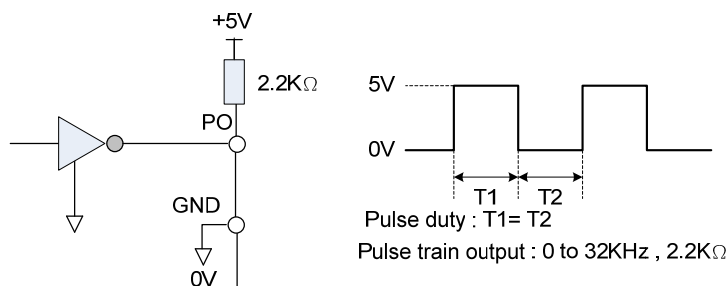 +5V
2.2KΩ
PO
GND
0V
5V
0V
T1
T2
Pulse duty : T1= T2
Pulse train output : 0 to 32KHz , 2.2KΩ